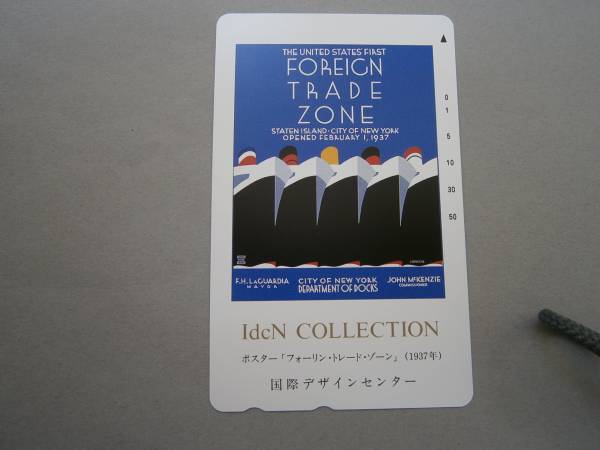 THE UNITED STATES' FIRST
FOREIGN
TRADE
ZONE
STATEN ISLAND · CITY OF NEW YORK
OPENED FEBRUARY 1, 1937
0
1
5
10
30
50
F.H. LAGUARDIA
MAYOR
CITY OF NEW YORK
DEPARTMENT OF DOCKS
JOHN McKENZIE
COMMISSIONER
IdcN COLLECTION
ポスター「フォーリン・トレード・ゾーン」(1937年)
国際デザインセンター